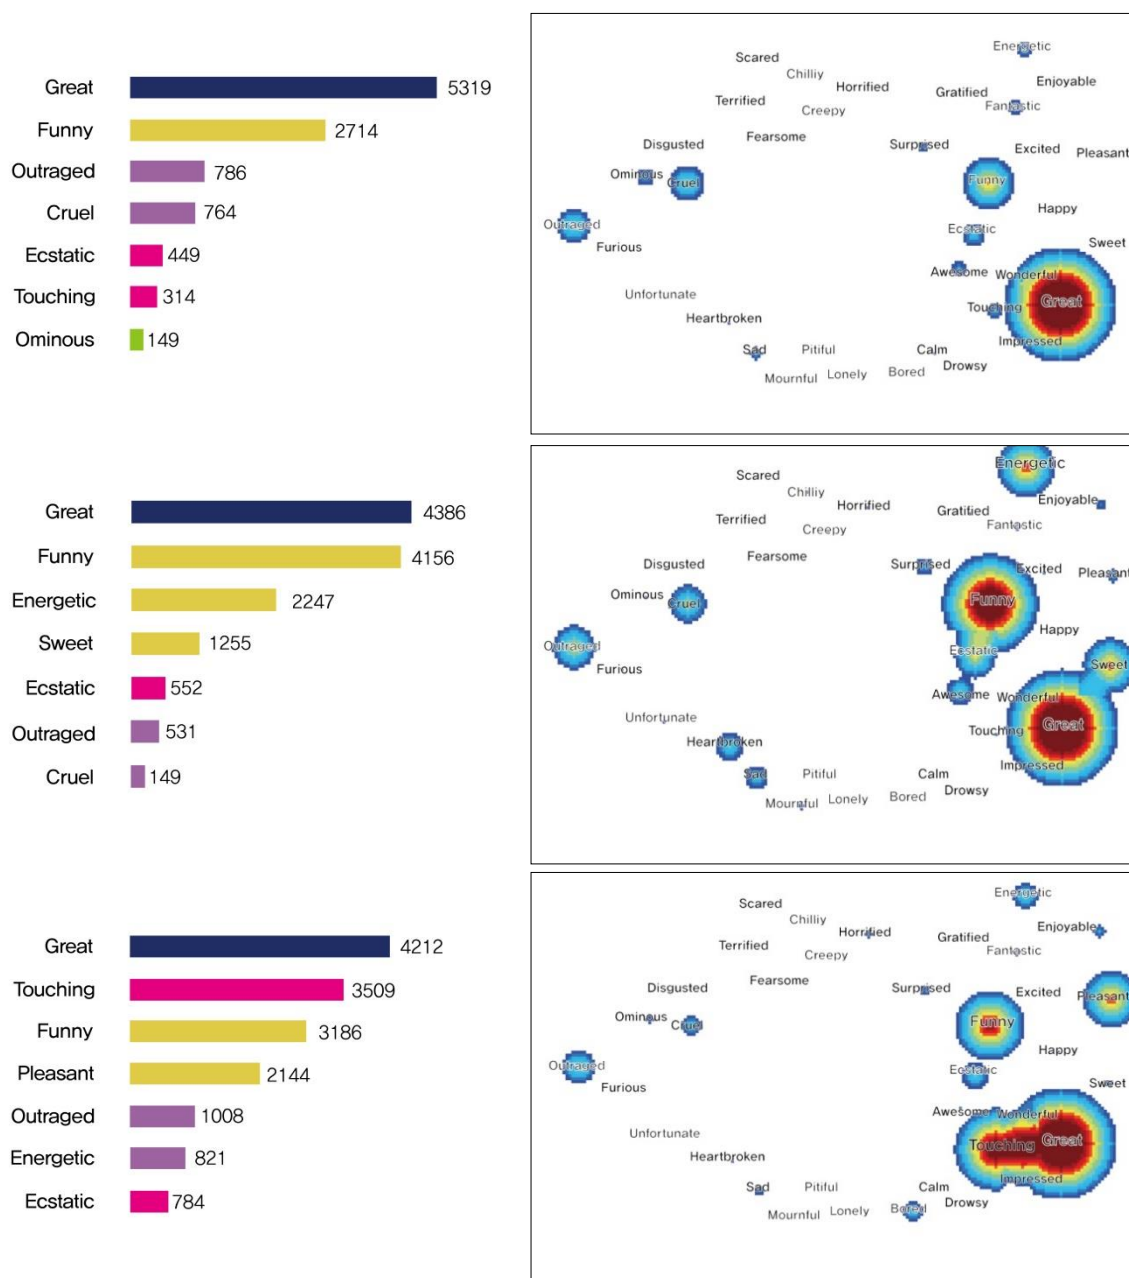 Great 5319
Funny 2714
Outraged 786
Cruel 764
Ecstatic 449
Touching 314
Ominous 149
Energetic
Scared
Chilliy
Enjoyable
Horrified
Gratified
Terrified
Creepy
Fantastic
Fearsome
Disgusted
Surprised
Excited
Pleasant
Ominous
Cruel
Funny
Happy
Outraged
Furious
Ecstatic
Sweet
Awesome
Wonderful
Unfortunate
Great
Touching
Heartbroken
Impressed
Sad
Pitiful
Calm
Drowsy
Mournful
Lonely
Bored
Great 4386
Funny 4156
Energetic 2247
Sweet 1255
Ecstatic 552
Outraged 531
Cruel 149
Energetic
Scared
Chilliy
Enjoyable
Horrified
Gratified
Terrified
Creepy
Fantastic
Fearsome
Disgusted
Surprised
Excited
Pleasant
Ominous
Cruel
Funny
Happy
Outraged
Furious
Ecstatic
Sweet
Awesome
Wonderful
Unfortunate
Great
Touching
Heartbroken
Impressed
Sad
Pitiful
Calm
Drowsy
Mournful
Lonely
Bored
Great 4212
Touching 3509
Funny 3186
Pleasant 2144
Outraged 1008
Energetic 821
Ecstatic 784
Energetic
Scared
Chilliy
Enjoyable
Horrified
Gratified
Terrified
Creepy
Fantastic
Fearsome
Disgusted
Surprised
Excited
Pleasant
Ominous
Cruel
Funny
Happy
Outraged
Furious
Ecstatic
Sweet
Awesome
Wonderful
Unfortunate
Touching
Great
Heartbroken
Impressed
Sad
Pitiful
Calm
Drowsy
Mournful
Lonely
Bored